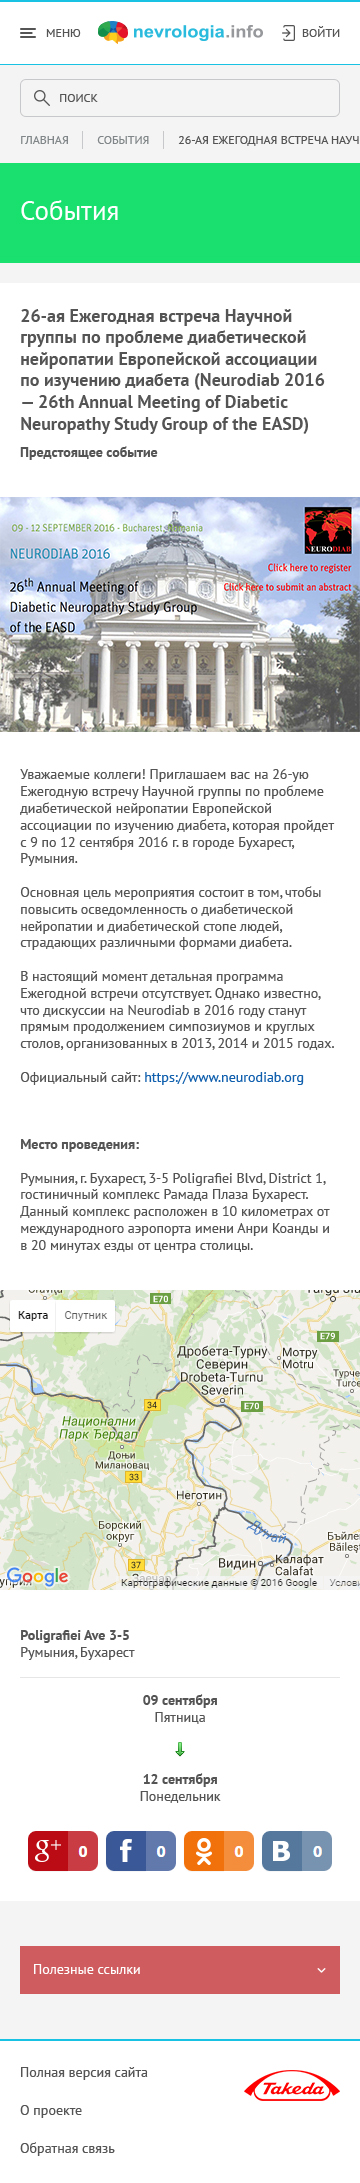 МЕНЮ
nevrologia.info
ВОЙТИ
ПОИСК
ГЛАВНАЯ
СОБЫТИЯ
26-АЯ ЕЖЕГОДНАЯ ВСТРЕЧА НАУЧ
События
26-ая Ежегодная встреча Научной
группы по проблеме диабетической
нейропатии Европейской ассоциации
по изучению диабета (Neurodiab 2016
— 26th Annual Meeting of Diabetic
Neuropathy Study Group of the EASD)
Предстоящее событие
09 - 12 SEPTEMBER 2016 - Bucharest, Romania
NEURODIAB
NEURODIAB 2016
Click here to register
26th Annual Meeting of
Click here to submit an abstract
Diabetic Neuropathy Study Group
of the EASD
Уважаемые коллеги! Приглашаем вас на 26-ую
Ежегодную встречу Научной группы по проблеме
диабетической нейропатии Европейской
ассоциации по изучению диабета, которая пройдет
с 9 по 12 сентября 2016 г. в городе Бухарест,
Румыния.
Основная цель мероприятия состоит в том, чтобы
повысить осведомленность о диабетической
нейропатии и диабетической стопе людей,
страдающих различными формами диабета.
В настоящий момент детальная программа
Ежегодной встречи отсутствует. Однако известно,
что дискуссии на Neurodiab в 2016 году станут
прямым продолжением симпозиумов и круглых
столов, организованных в 2013, 2014 и 2015 годах.
Официальный сайт: https://www.neurodiab.org
Место проведения:
Румыния, г. Бухарест, 3-5 Poligrafiei Blvd, District 1,
гостиничный комплекс Рамада Плаза Бухарест.
Данный комплекс расположен в 10 километрах от
международного аэропорта имени Анри Коанды и
в 20 минутах езды от центра столицы.
E70
Карта
Спутник
E79
Дробета-Турну
Северин
Drobeta-Turnu
Severin
Мотру
Motru
Турче
Turce
34
E70
Национални
Парк Ђердап
Доњи
Милановац
33
Неготин
Борски
округ
Дунай
Бъйле
Băileș
37
Видин
Калафат
Calafat
Google
Картографические данные © 2016 Google
Услови
Poligrafiei Ave 3-5
Румыния, Бухарест
09 сентября
Пятница
12 сентября
Понедельник
g+ 0
f 0
0
B 0
Полезные ссылки
Полная версия сайта
Takeda
О проекте
Обратная связь